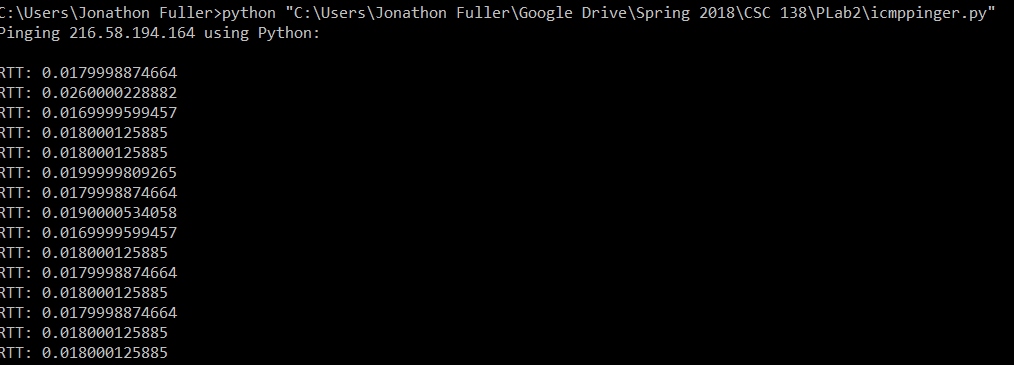 C:\Users\Jonathon Fuller>python "C:\Users\Jonathon Fuller\Google Drive\Spring 2018\CSC 138\PLab2\icmppinger.py"
Pinging 216.58.194.164 using Python:
RTT: 0.0179998874664
RTT: 0.0260000228882
RTT: 0.0169999599457
RTT: 0.018000125885
RTT: 0.018000125885
RTT: 0.0199999809265
RTT: 0.0179998874664
RTT: 0.0190000534058
RTT: 0.0169999599457
RTT: 0.018000125885
RTT: 0.0179998874664
RTT: 0.018000125885
RTT: 0.0179998874664
RTT: 0.018000125885
RTT: 0.018000125885